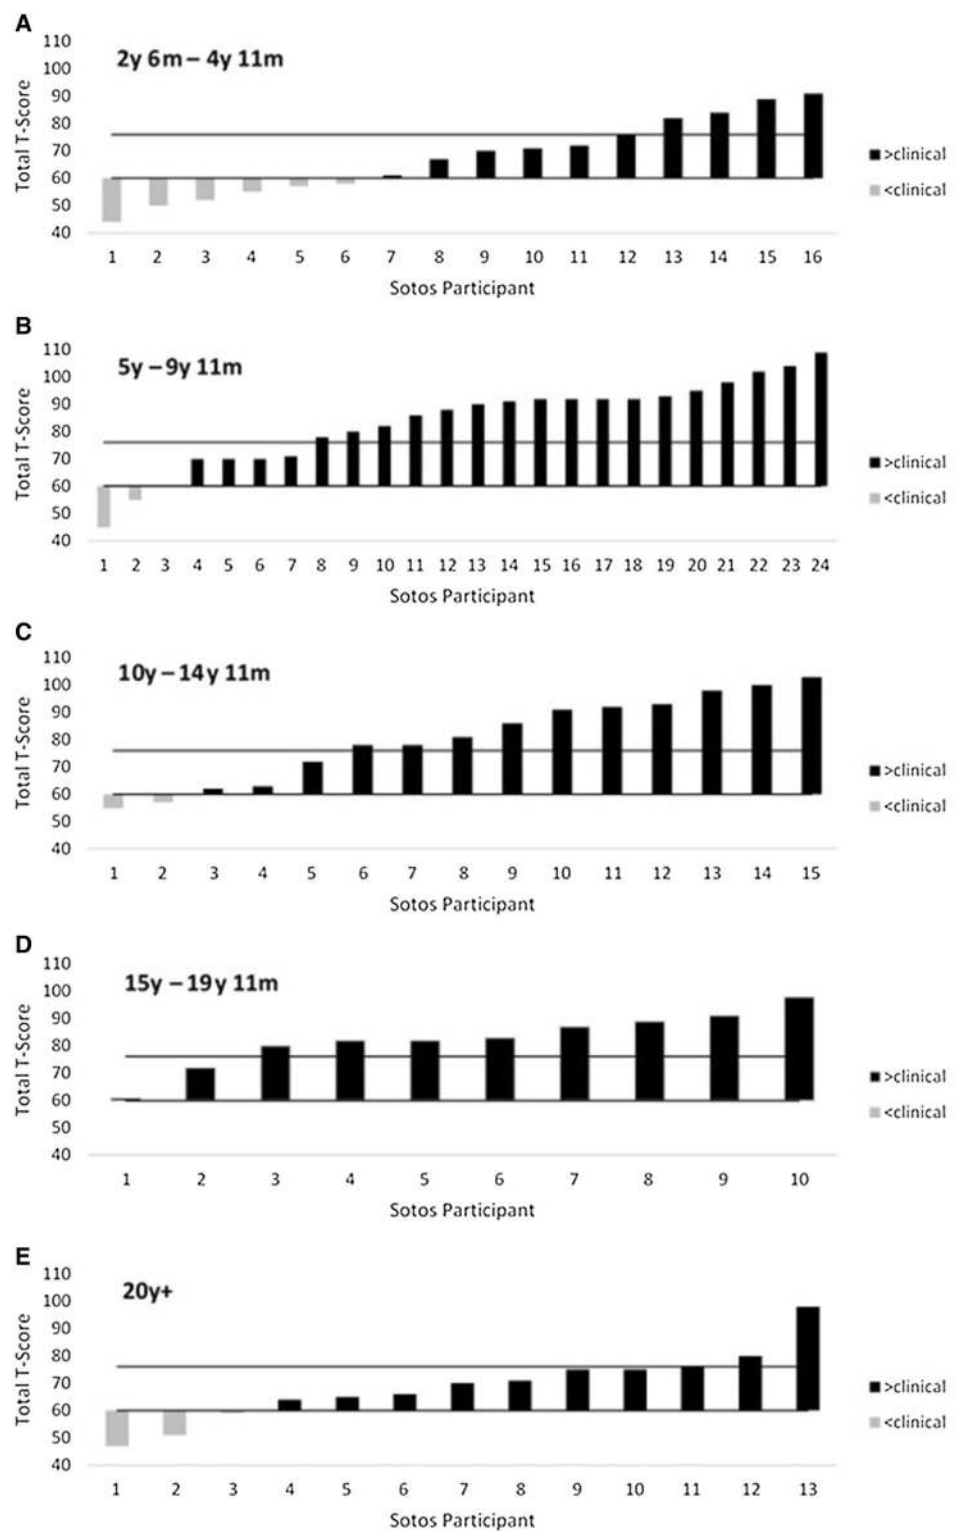 A
110
100
90
80
70
60
50
40
Total T-Score
2y 6m – 4y 11m
>clinical
<clinical
1 2 3 4 5 6 7 8 9 10 11 12 13 14 15 16
Sotos Participant
B
110
100
90
80
70
60
50
40
Total T-Score
5y – 9y 11m
>clinical
<clinical
1 2 3 4 5 6 7 8 9 10 11 12 13 14 15 16 17 18 19 20 21 22 23 24
Sotos Participant
C
110
100
90
80
70
60
50
40
Total T-Score
10y – 14y 11m
>clinical
<clinical
1 2 3 4 5 6 7 8 9 10 11 12 13 14 15
Sotos Participant
D
110
100
90
80
70
60
50
40
Total T-Score
15y – 19y 11m
>clinical
<clinical
1 2 3 4 5 6 7 8 9 10
Sotos Participant
E
110
100
90
80
70
60
50
40
Total T-Score
20y+
>clinical
<clinical
1 2 3 4 5 6 7 8 9 10 11 12 13
Sotos Participant